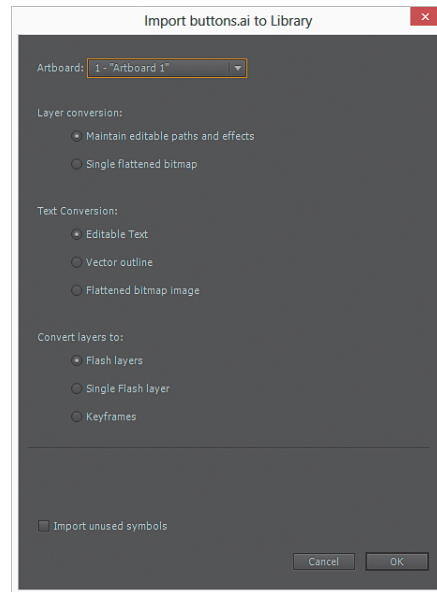 Import buttons.ai to Library
Artboard: 1 - "Artboard 1"
Layer conversion:
Maintain editable paths and effects
Single flattened bitmap
Text Conversion:
Editable Text
Vector outline
Flattened bitmap image
Convert layers to:
Flash layers
Single Flash layer
Keyframes
Import unused symbols
Cancel OK